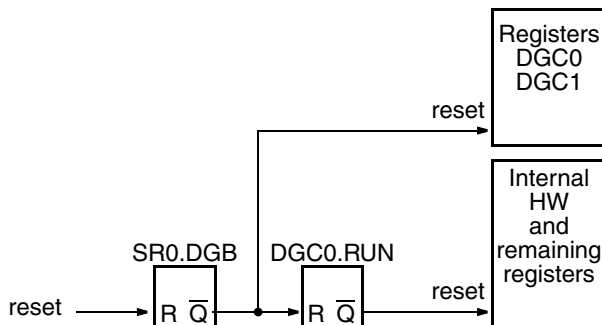 Registers
DGC0
DGC1
reset
Internal
HW
and
remaining
registers
SR0.DGB
DGC0.RUN
reset
reset
R Q̅
R Q̅